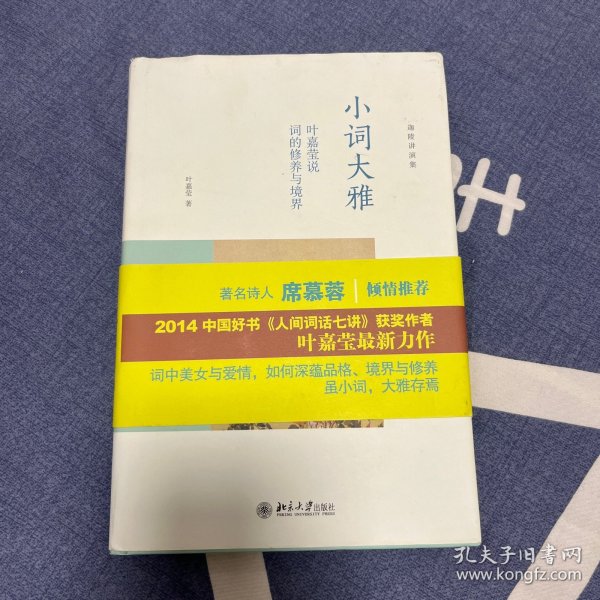 迦陵讲演集
小词大雅
叶嘉莹说
词的修养与境界
叶嘉莹 著
著名诗人 席慕蓉 | 倾情推荐
2014 中国好书《人间词话七讲》获奖作者
叶嘉莹最新力作
词中美女与爱情，如何深蕴品格、境界与修养
虽小词，大雅存焉
北京大学出版社
PEKING UNIVERSITY PRESS
孔夫子旧书网
www.kongfz.com